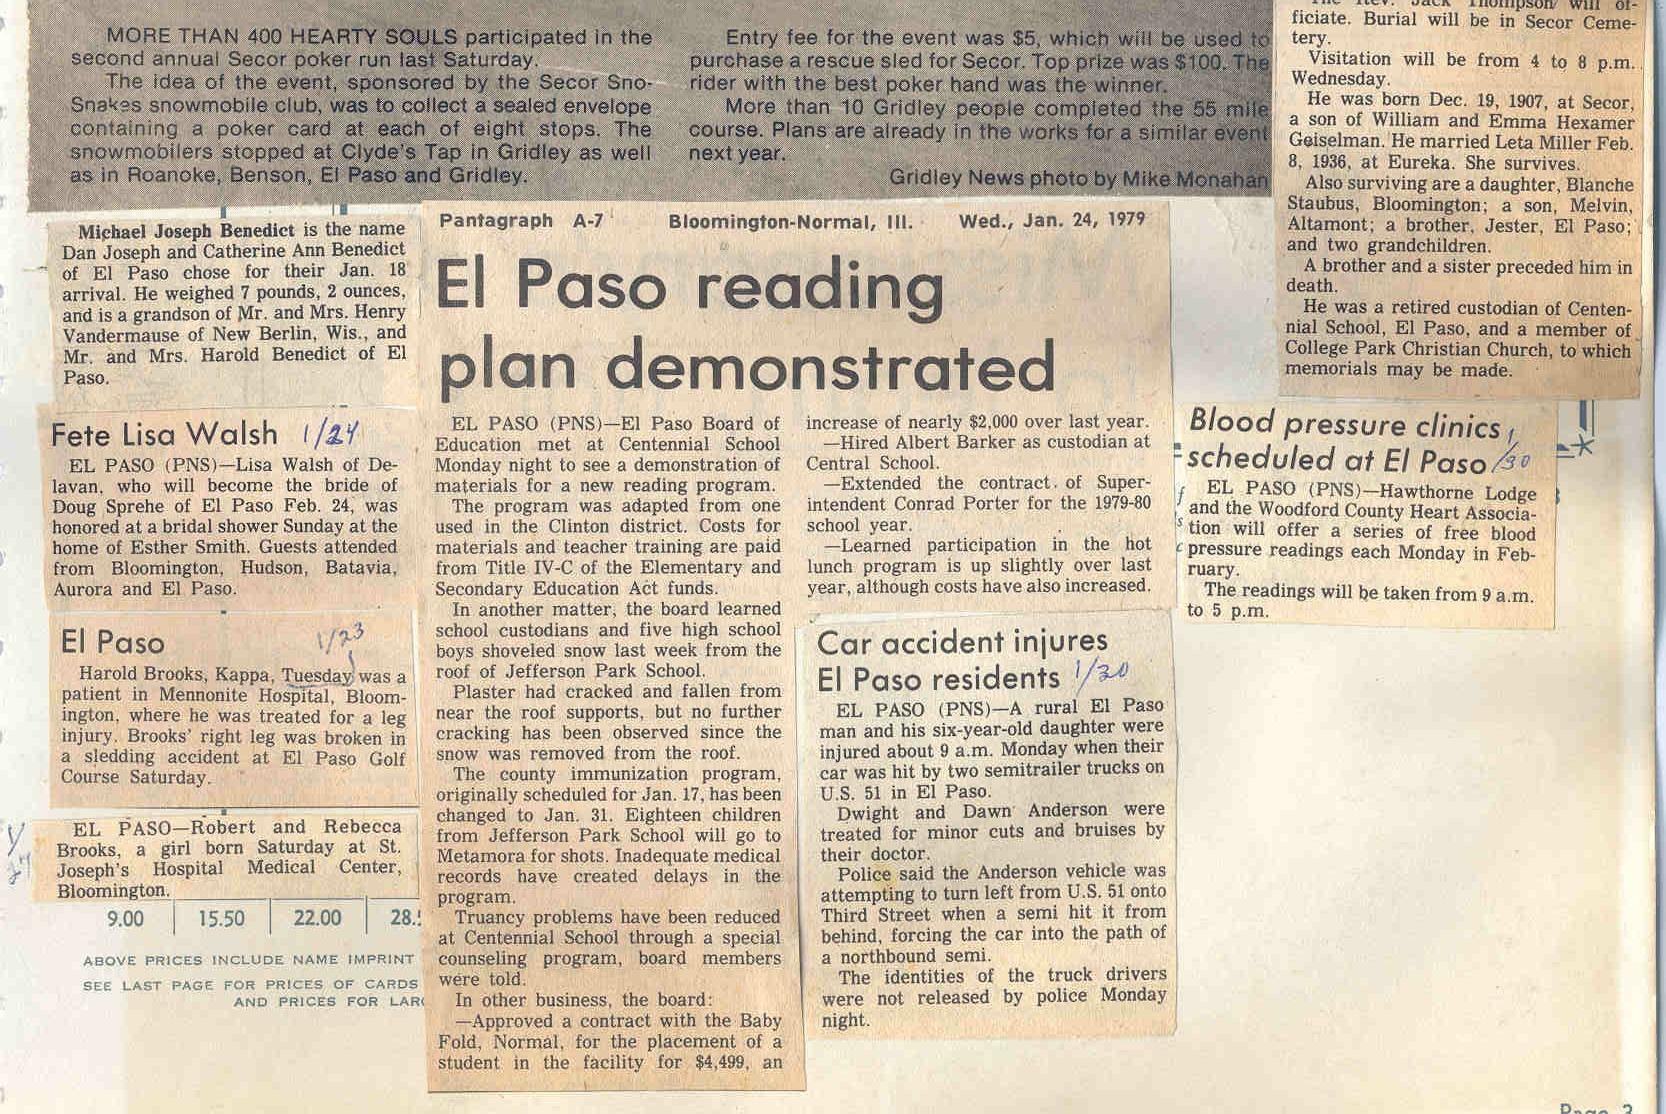 MORE THAN 400 HEARTY SOULS participated in the
second annual Secor poker run last Saturday.
The idea of the event, sponsored by the Secor Sno-
Snakes snowmobile club, was to collect a sealed envelope
containing a poker card at each of eight stops. The
snowmobilers stopped at Clyde's Tap in Gridley as well
as in Roanoke, Benson, El Paso and Gridley.
Entry fee for the event was $5, which will be used to
purchase a rescue sled for Secor. Top prize was $100. The
rider with the best poker hand was the winner.
More than 10 Gridley people completed the 55 mile
course. Plans are already in the works for a similar event
next year.
Gridley News photo by Mike Monahan
The Rev. Jack Thompson will of-
ficiate. Burial will be in Secor Ceme-
tery.
Visitation will be from 4 to 8 p.m.
Wednesday.
He was born Dec. 19, 1907, at Secor,
a son of William and Emma Hexamer
Geiselman. He married Leta Miller Feb.
8, 1936, at Eureka. She survives.
Also surviving are a daughter, Blanche
Staubus, Bloomington; a son, Melvin,
Altamont; a brother, Jester, El Paso;
and two grandchildren.
A brother and a sister preceded him in
death.
He was a retired custodian of Centen-
nial School, El Paso, and a member of
College Park Christian Church, to which
memorials may be made.
Michael Joseph Benedict is the name
Dan Joseph and Catherine Ann Benedict
of El Paso chose for their Jan. 18
arrival. He weighed 7 pounds, 2 ounces,
and is a grandson of Mr. and Mrs. Henry
Vandermause of New Berlin, Wis., and
Mr. and Mrs. Harold Benedict of El
Paso.
Fete Lisa Walsh 1/24
EL PASO (PNS)—Lisa Walsh of De-
lavan, who will become the bride of
Doug Sprehe of El Paso Feb. 24, was
honored at a bridal shower Sunday at the
home of Esther Smith. Guests attended
from Bloomington, Hudson, Batavia,
Aurora and El Paso.
El Paso 1/23
Harold Brooks, Kappa, Tuesday was a
patient in Mennonite Hospital, Bloom-
ington, where he was treated for a leg
injury. Brooks' right leg was broken in
a sledding accident at El Paso Golf
Course Saturday.
EL PASO—Robert and Rebecca
Brooks, a girl born Saturday at St.
Joseph's Hospital Medical Center,
Bloomington.
9.00 15.50 22.00 28.5
ABOVE PRICES INCLUDE NAME IMPRINT
SEE LAST PAGE FOR PRICES OF CARDS
AND PRICES FOR LAR
Pantagraph A-7 Bloomington-Normal, Ill. Wed., Jan. 24, 1979
El Paso reading
plan demonstrated
EL PASO (PNS)—El Paso Board of
Education met at Centennial School
Monday night to see a demonstration of
materials for a new reading program.
The program was adapted from one
used in the Clinton district. Costs for
materials and teacher training are paid
from Title IV-C of the Elementary and
Secondary Education Act funds.
In another matter, the board learned
school custodians and five high school
boys shoveled snow last week from the
roof of Jefferson Park School.
Plaster had cracked and fallen from
near the roof supports, but no further
cracking has been observed since the
snow was removed from the roof.
The county immunization program,
originally scheduled for Jan. 17, has been
changed to Jan. 31. Eighteen children
from Jefferson Park School will go to
Metamora for shots. Inadequate medical
records have created delays in the
program.
Truancy problems have been reduced
at Centennial School through a special
counseling program, board members
were told.
In other business, the board:
—Approved a contract with the Baby
Fold, Normal, for the placement of a
student in the facility for $4,499, an
increase of nearly $2,000 over last year.
—Hired Albert Barker as custodian at
Central School.
—Extended the contract of Super-
intendent Conrad Porter for the 1979-80
school year.
—Learned participation in the hot
lunch program is up slightly over last
year, although costs have also increased.
Car accident injures
El Paso residents 1/30
EL PASO (PNS)—A rural El Paso
man and his six-year-old daughter were
injured about 9 a.m. Monday when their
car was hit by two semitrailer trucks on
U.S. 51 in El Paso.
Dwight and Dawn Anderson were
treated for minor cuts and bruises by
their doctor.
Police said the Anderson vehicle was
attempting to turn left from U.S. 51 onto
Third Street when a semi hit it from
behind, forcing the car into the path of
a northbound semi.
The identities of the truck drivers
were not released by police Monday
night.
Blood pressure clinics
scheduled at El Paso 1/30
EL PASO (PNS)—Hawthorne Lodge
and the Woodford County Heart Associa-
tion will offer a series of free blood
pressure readings each Monday in Feb-
ruary.
The readings will be taken from 9 a.m.
to 5 p.m.